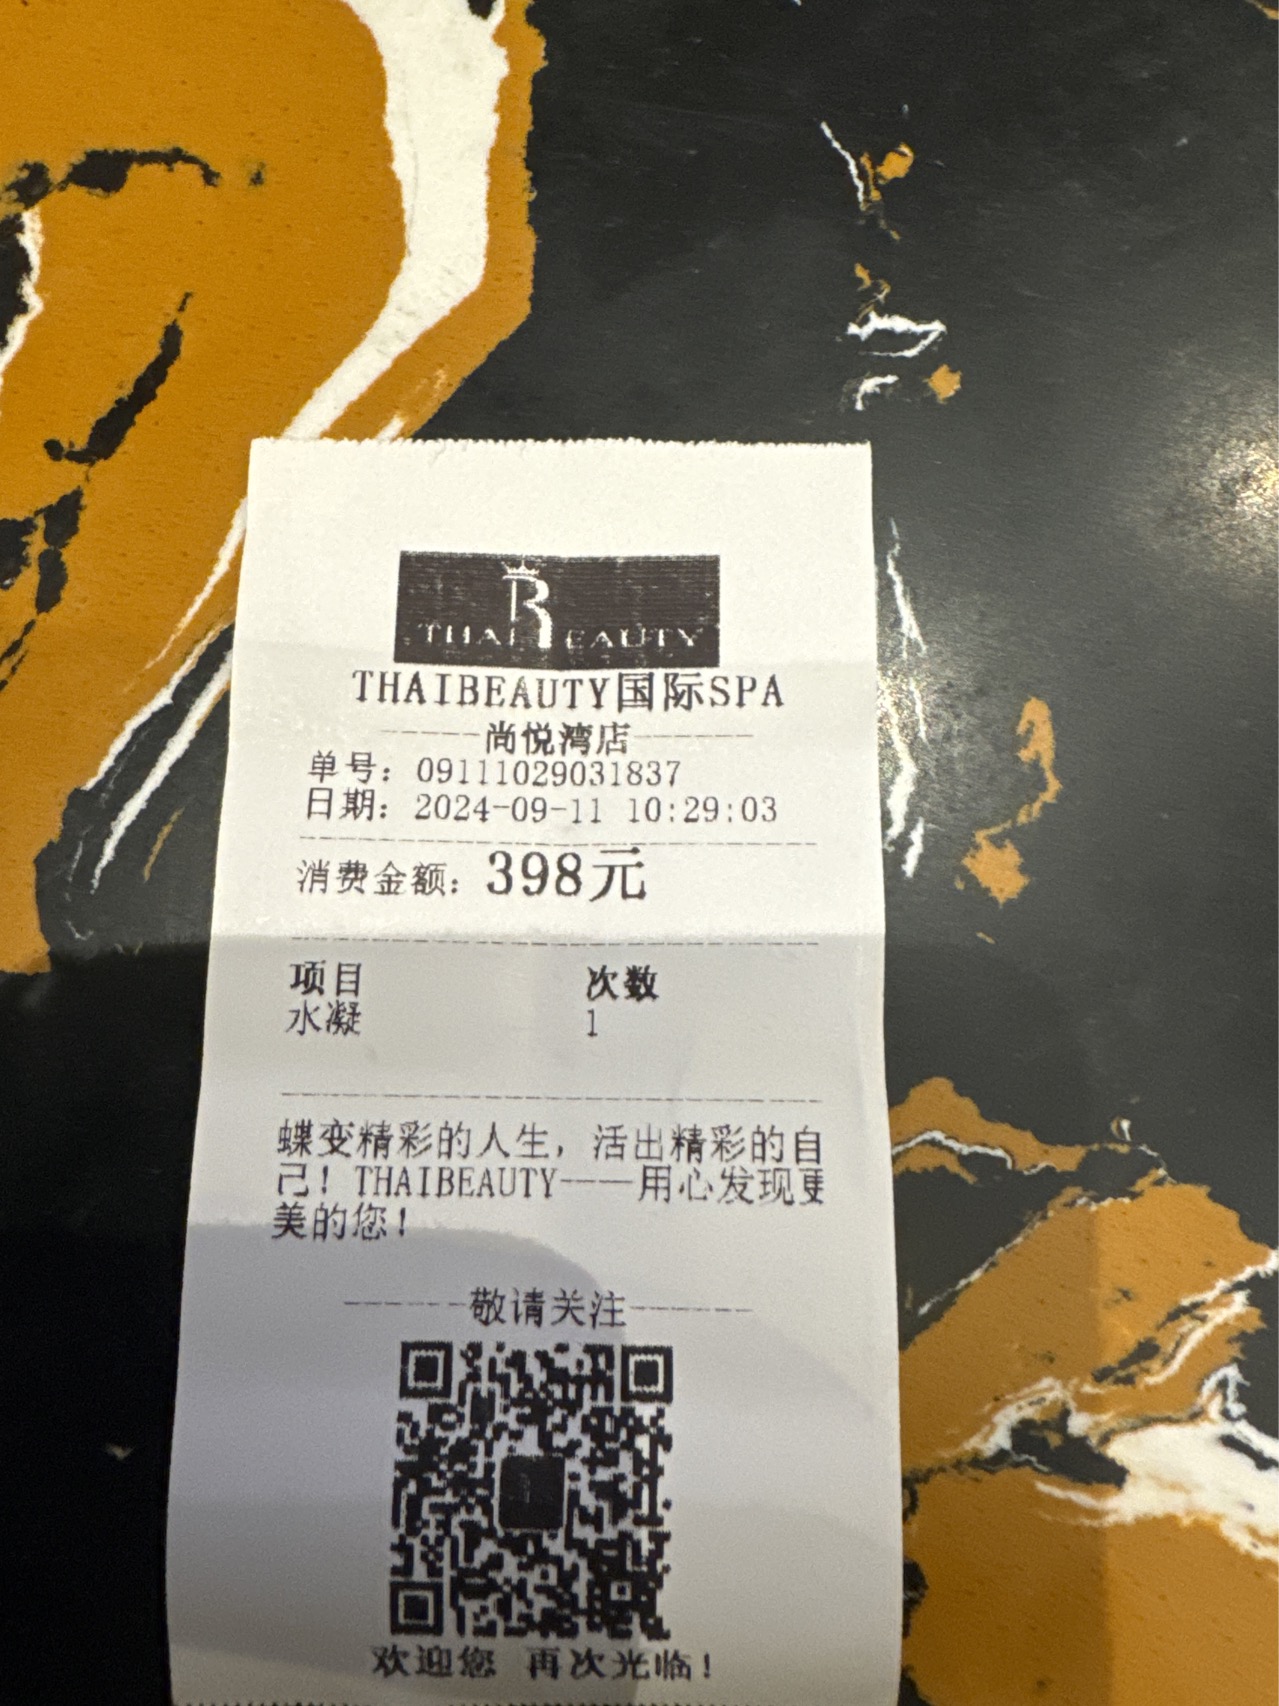 THAI BEAUTY
THAIBEAUTY国际SPA
尚悦湾店
单号: 09111029031837
日期: 2024-09-11 10:29:03
消费金额: 398元
项目 次数
水凝 1
蝶变精彩的人生，活出精彩的自
己！THAIBEAUTY——用心发现更
美的您！
敬请关注
欢迎您 再次光临！